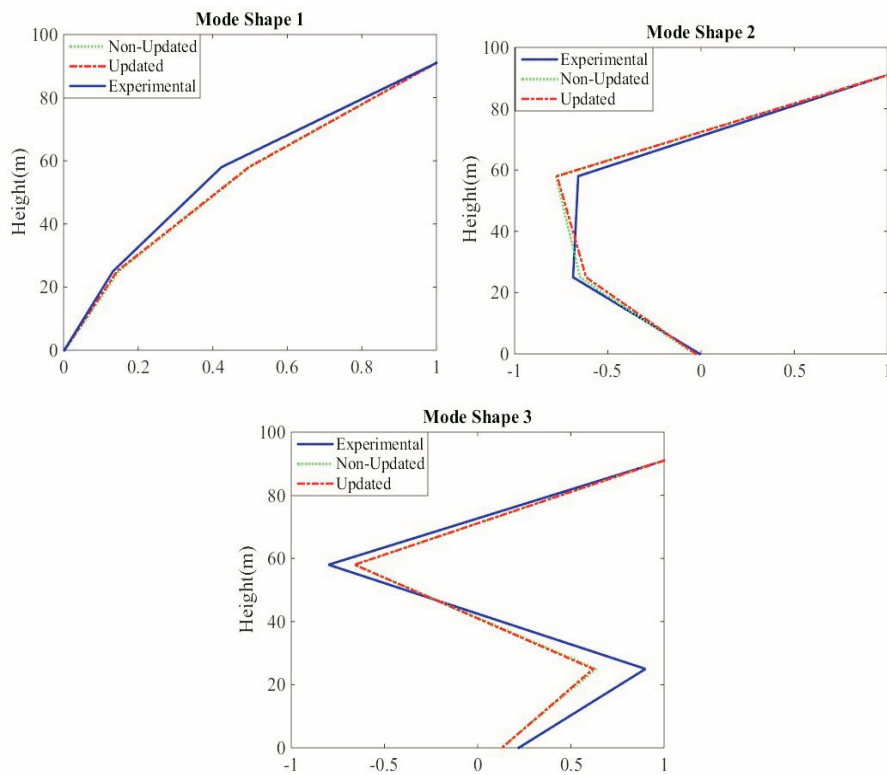 Mode Shape 1
Non-Updated
Updated
Experimental
Height(m)
100
80
60
40
20
0
0
0.2
0.4
0.6
0.8
1
Mode Shape 2
Experimental
Non-Updated
Updated
Height(m)
100
80
60
40
20
0
-1
-0.5
0
0.5
1
Mode Shape 3
Experimental
Non-Updated
Updated
Height(m)
100
80
60
40
20
0
-1
-0.5
0
0.5
1